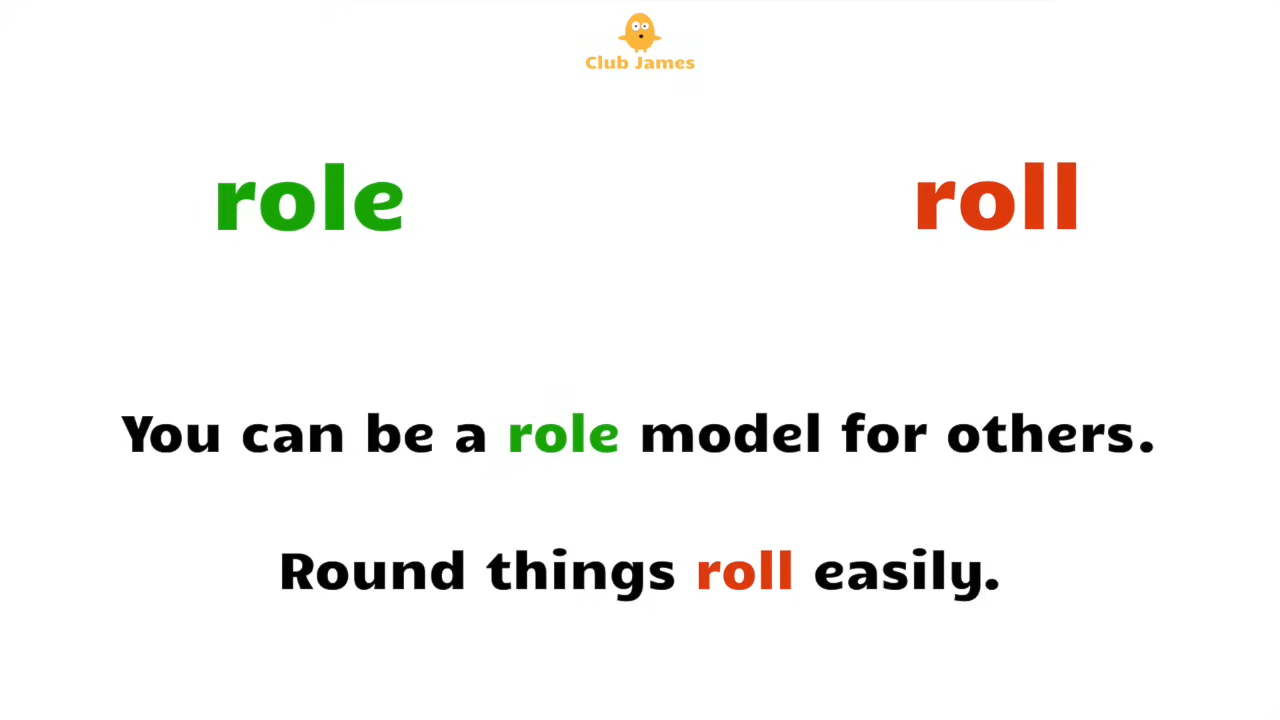 Club James
role roll
You can be a role model for others.
Round things roll easily.